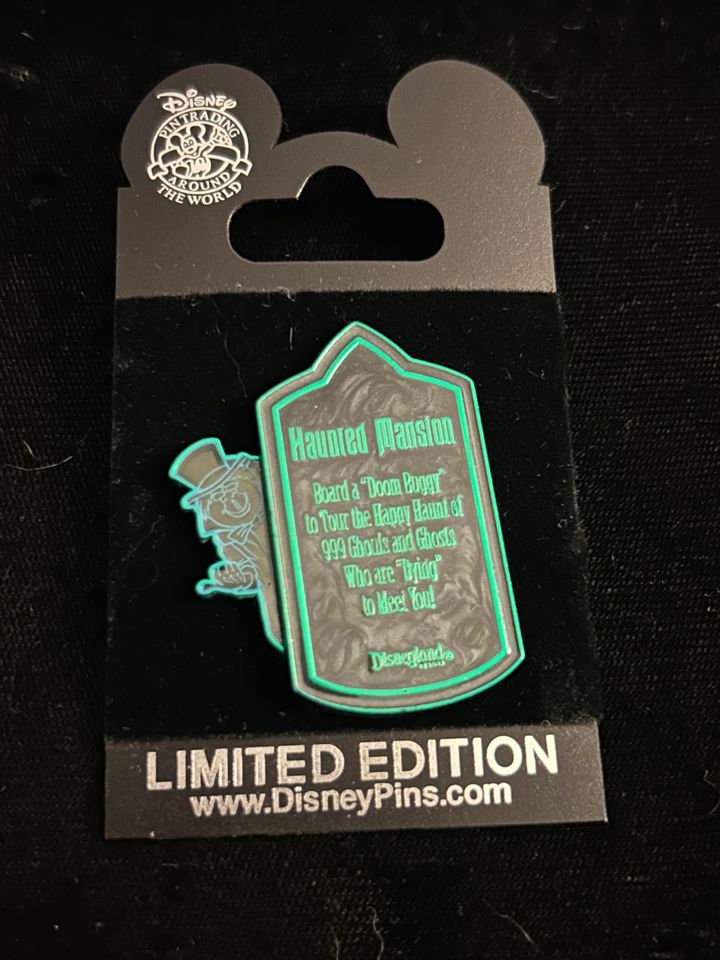 Disney
PIN TRADING
AROUND
THE WORLD
Haunted Mansion
Board a "Doom Buggy"
to Tour the Happy Haunt of
999 Ghouls and Ghosts
Who are "Dying"
to Meet You!
Disneyland®
RESORT
LIMITED EDITION
www.DisneyPins.com